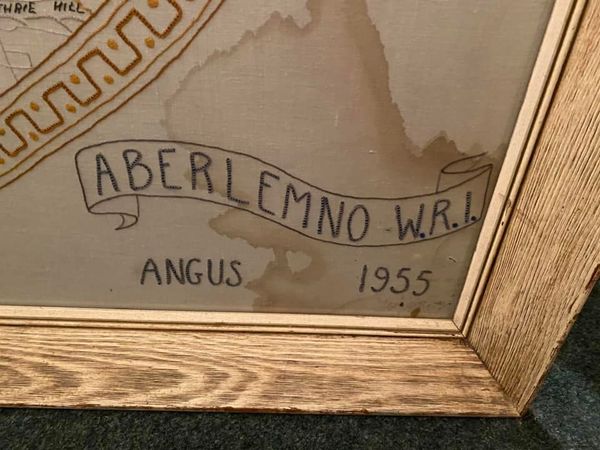 THRIE HILL
ABERLEMNO W.R.I.
ANGUS 1955